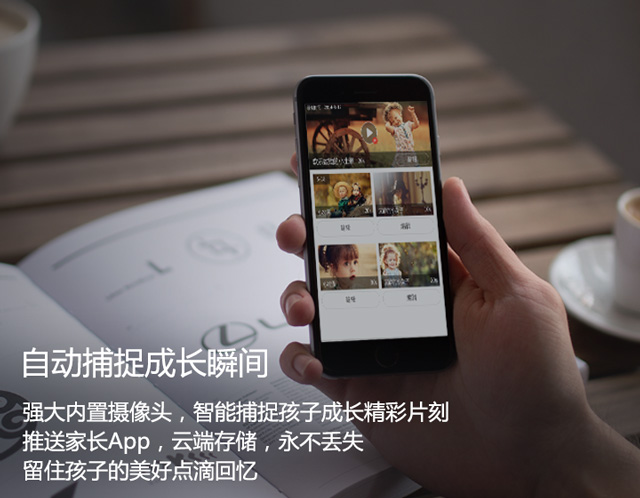 自动捕捉成长瞬间
强大内置摄像头，智能捕捉孩子成长精彩片刻
推送家长App，云端存储，永不丢失
留住孩子的美好点滴回忆